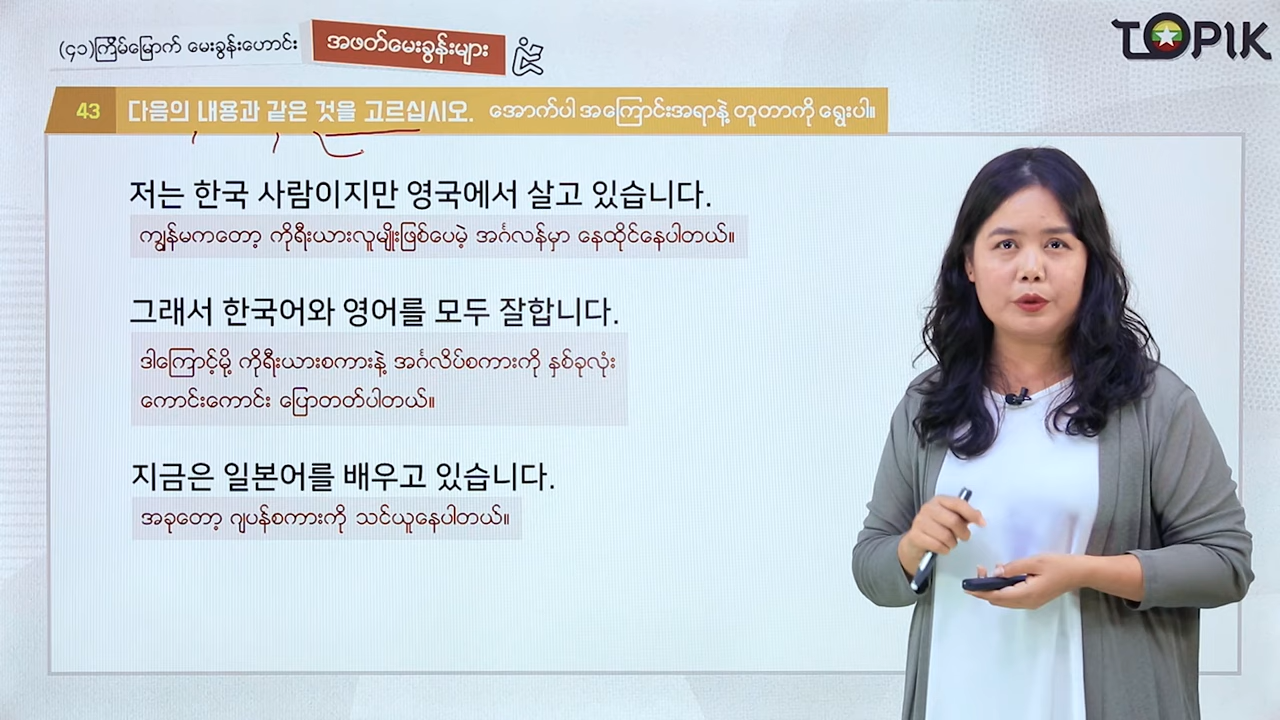 (၄၁)ကြိမ်မြောက် မေးခွန်းဟောင်း အဖတ်မေးခွန်းများ
TOPIK
43 다음의 내용과 같은 것을 고르십시오. အောက်ပါ အကြောင်းအရာနဲ့ တူတာကို ရွေးပါ။
저는 한국 사람이지만 영국에서 살고 있습니다.
ကျွန်မကတော့ ကိုရီးယားလူမျိုးဖြစ်ပေမဲ့ အင်္ဂလန်မှာ နေထိုင်နေပါတယ်။
그래서 한국어와 영어를 모두 잘합니다.
ဒါကြောင့်မို့ ကိုရီးယားစကားနဲ့ အင်္ဂလိပ်စကားကို နှစ်ခုလုံး
ကောင်းကောင်း ပြောတတ်ပါတယ်။
지금은 일본어를 배우고 있습니다.
အခုတော့ ဂျပန်စကားကို သင်ယူနေပါတယ်။